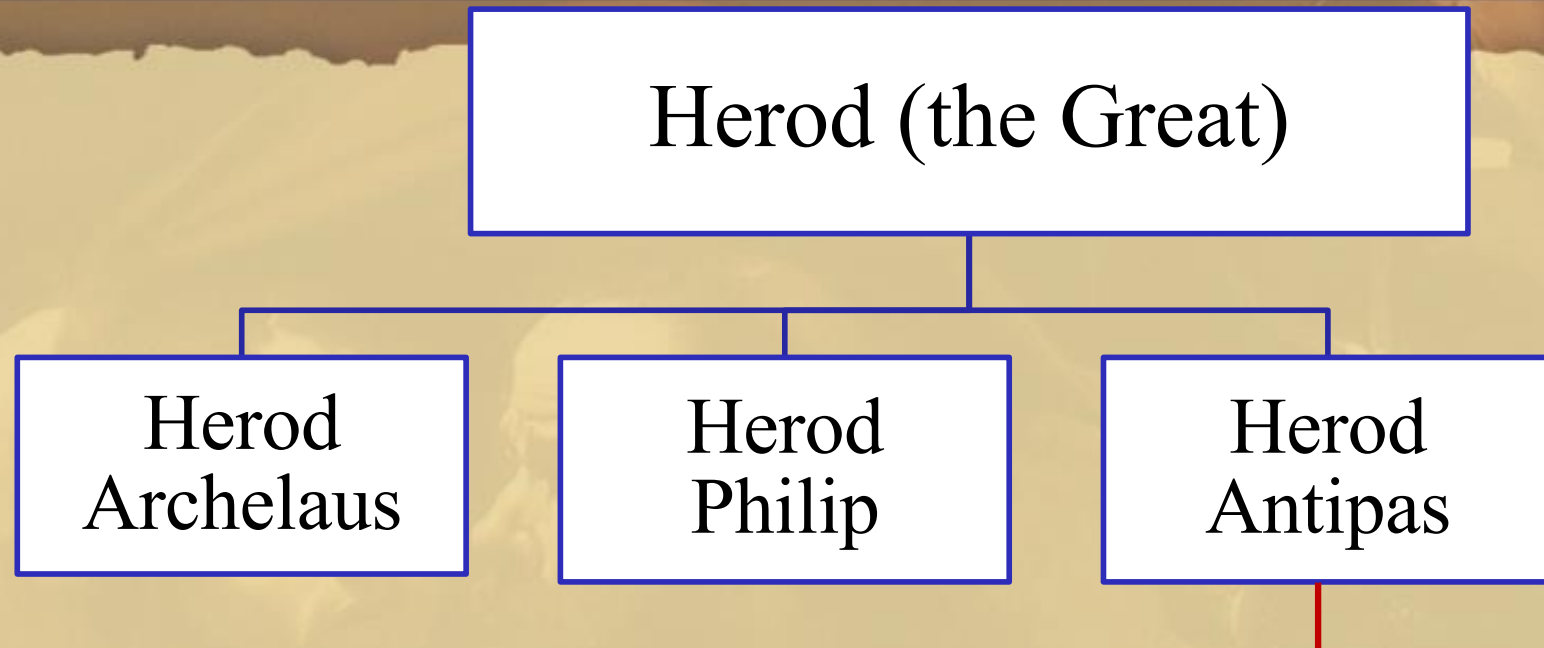 Herod (the Great)
Herod
Archelaus
Herod
Philip
Herod
Antipas